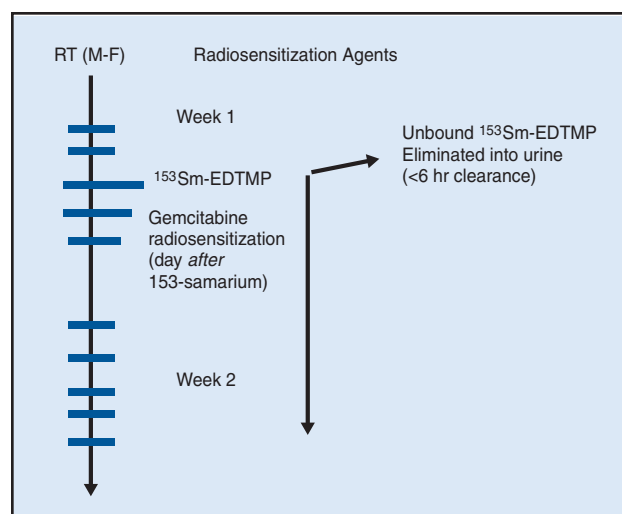 RT (M-F)
Radiosensitization Agents
Week 1
Unbound ¹⁵³Sm-EDTMP
Eliminated into urine
(<6 hr clearance)
¹⁵³Sm-EDTMP
Gemcitabine
radiosensitization
(day after
153-samarium)
Week 2